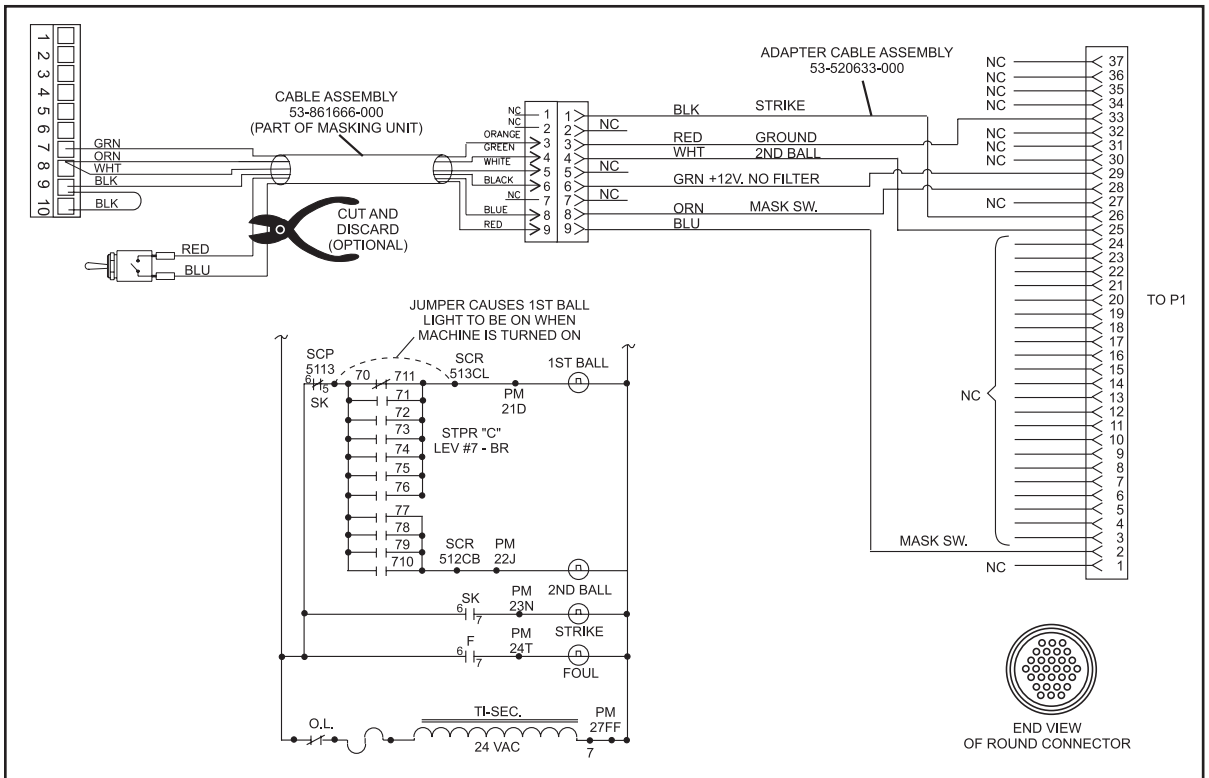 1
2
3
4
5
6
7
8
9
10
GRN
ORN
WHT
BLK
BLK
RED
BLU
CABLE ASSEMBLY
53-861666-000
(PART OF MASKING UNIT)
CUT AND
DISCARD
(OPTIONAL)
NC
NC
ORANGE
GREEN
WHITE
BLACK
NC
BLUE
RED
1
2
3
4
5
6
7
8
9
1
2
3
4
5
6
7
8
9
ADAPTER CABLE ASSEMBLY
53-520633-000
BLK STRIKE
NC
RED GROUND
WHT 2ND BALL
NC
GRN +12V. NO FILTER
NC
ORN MASK SW.
BLU
MASK SW.
NC 37
NC 36
NC 35
NC 34
33
NC 32
NC 31
NC 30
29
28
NC 27
26
25
24
23
22
21
20
19
18
17
16
15
14
NC 13
12
11
10
9
8
7
6
5
4
3
2
NC 1
TO P1
JUMPER CAUSES 1ST BALL
LIGHT TO BE ON WHEN
MACHINE IS TURNED ON
SCP
5113
6 5
SK
70 711
71
72
73
74
75
76
77
78
79
710
SCR
513CL
STPR "C"
LEV #7 - BR
PM
21D
1ST BALL
SCR
512CB
PM
22J
2ND BALL
SK
6 7
PM
23N
STRIKE
F
6 7
PM
24T
FOUL
O.L.
TI-SEC.
24 VAC
PM
27FF
7
END VIEW
OF ROUND CONNECTOR